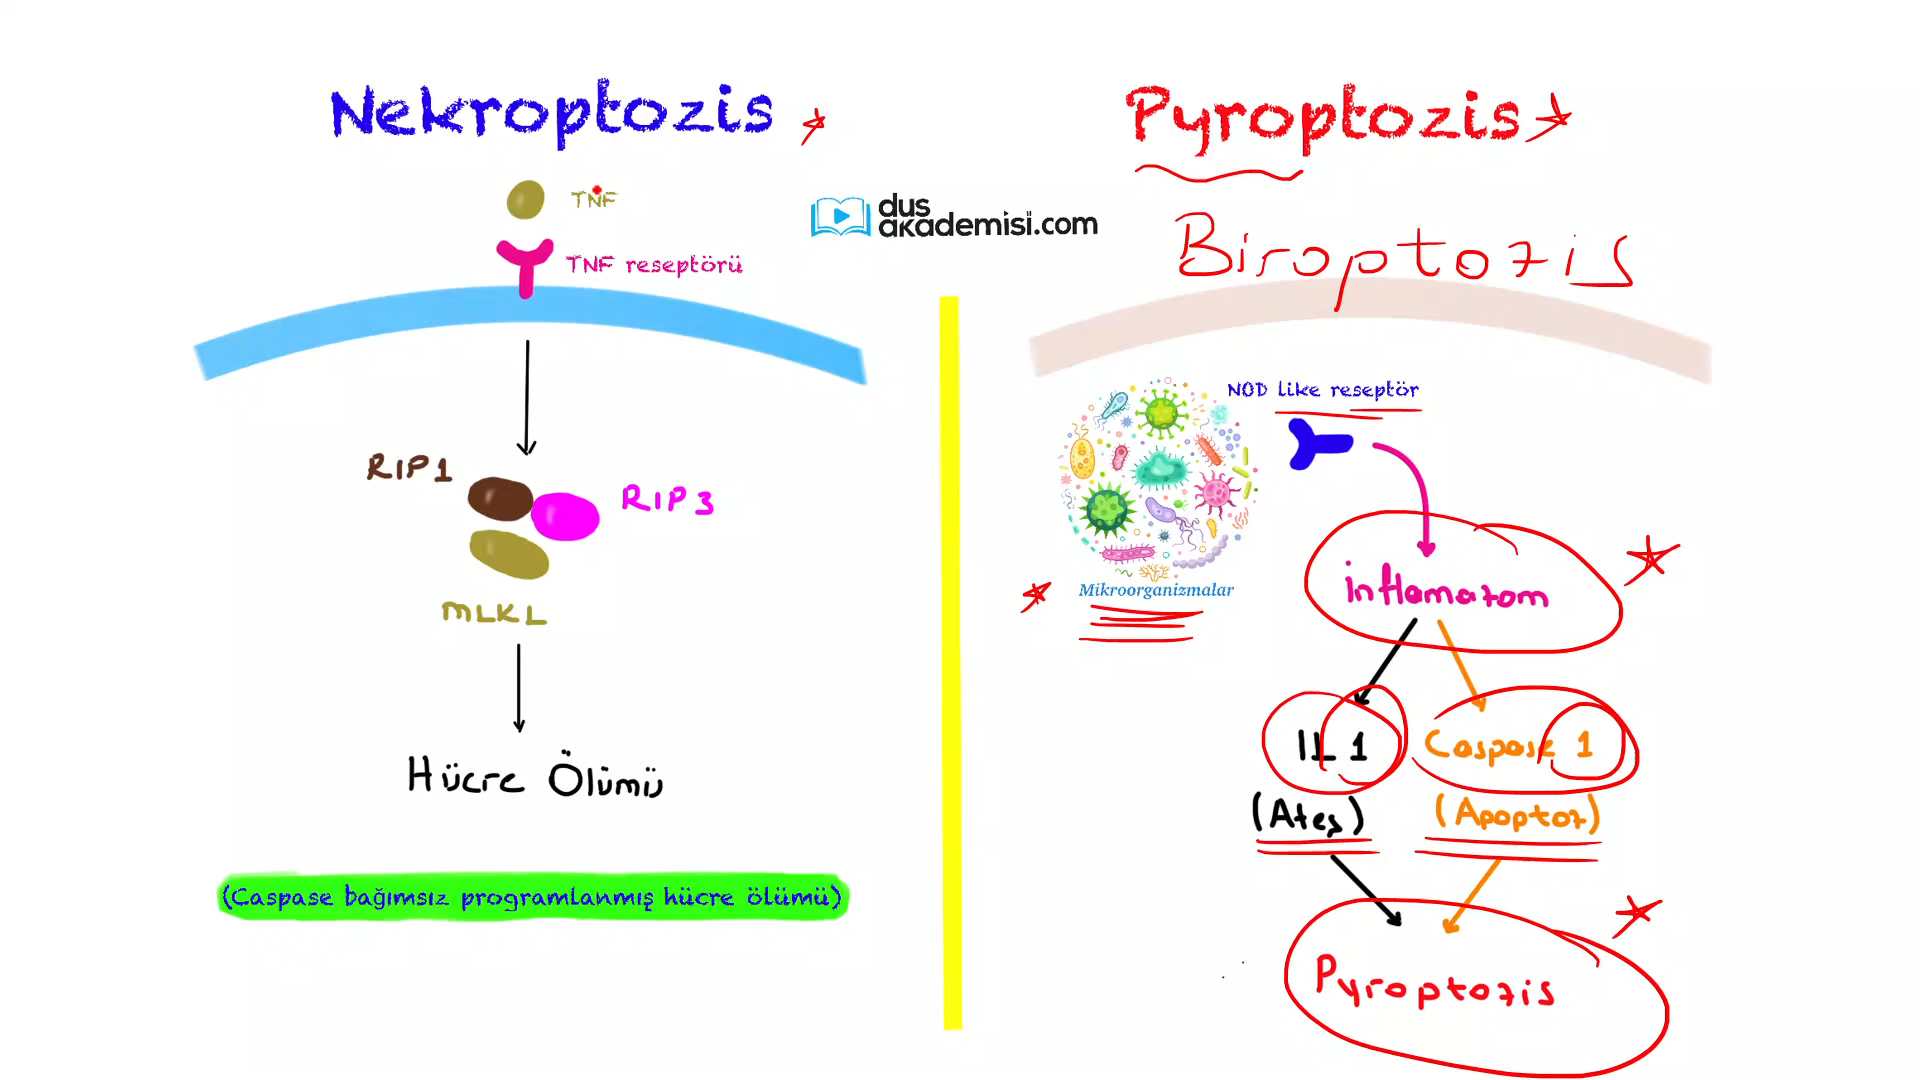 Nekroptozis
TNF
TNF reseptörü
RIP1
RIP3
MLKL
Hücre Ölümü
(Caspase bağımsız programlanmış hücre ölümü)
dus
akademisi.com
Pyroptozis
Biroptozis
NOD like reseptör
Mikroorganizmalar
inflamazom
IL 1
Caspase 1
(Ateş)
(Apoptoz)
Pyroptozis